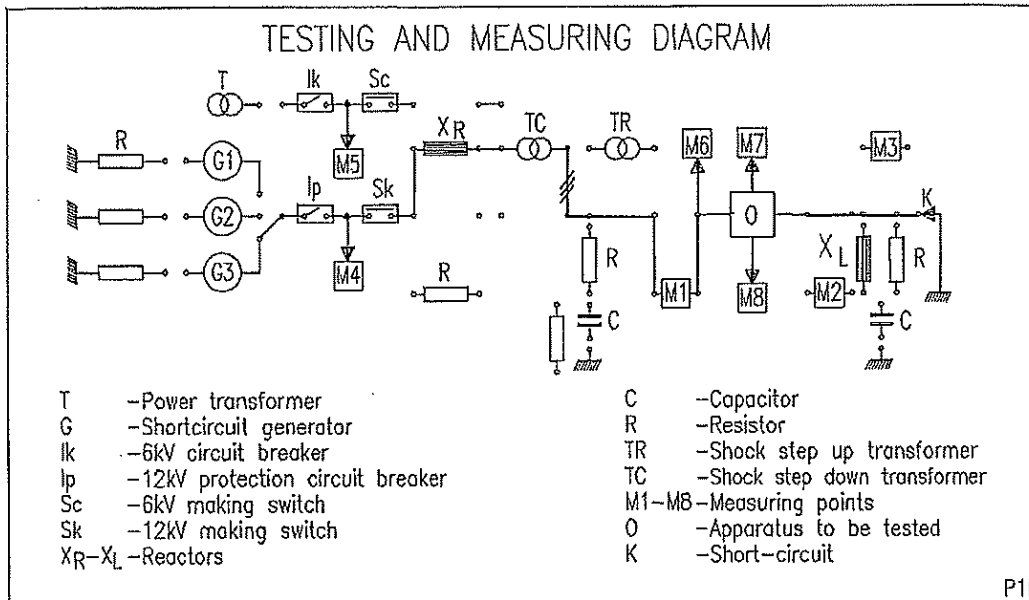 TESTING AND MEASURING DIAGRAM
T Ik Sc
R G1 M5 XR TC TR M6 M7 M3
G2 Ip Sk O K
G3 M4 R R M1 M8 M2 XL R
C C
T -Power transformer
G -Shortcircuit generator
Ik -6kV circuit breaker
Ip -12kV protection circuit breaker
Sc -6kV making switch
Sk -12kV making switch
XR-XL -Reactors
C -Capacitor
R -Resistor
TR -Shock step up transformer
TC -Shock step down transformer
M1-M8 -Measuring points
O -Apparatus to be tested
K -Short-circuit
P1